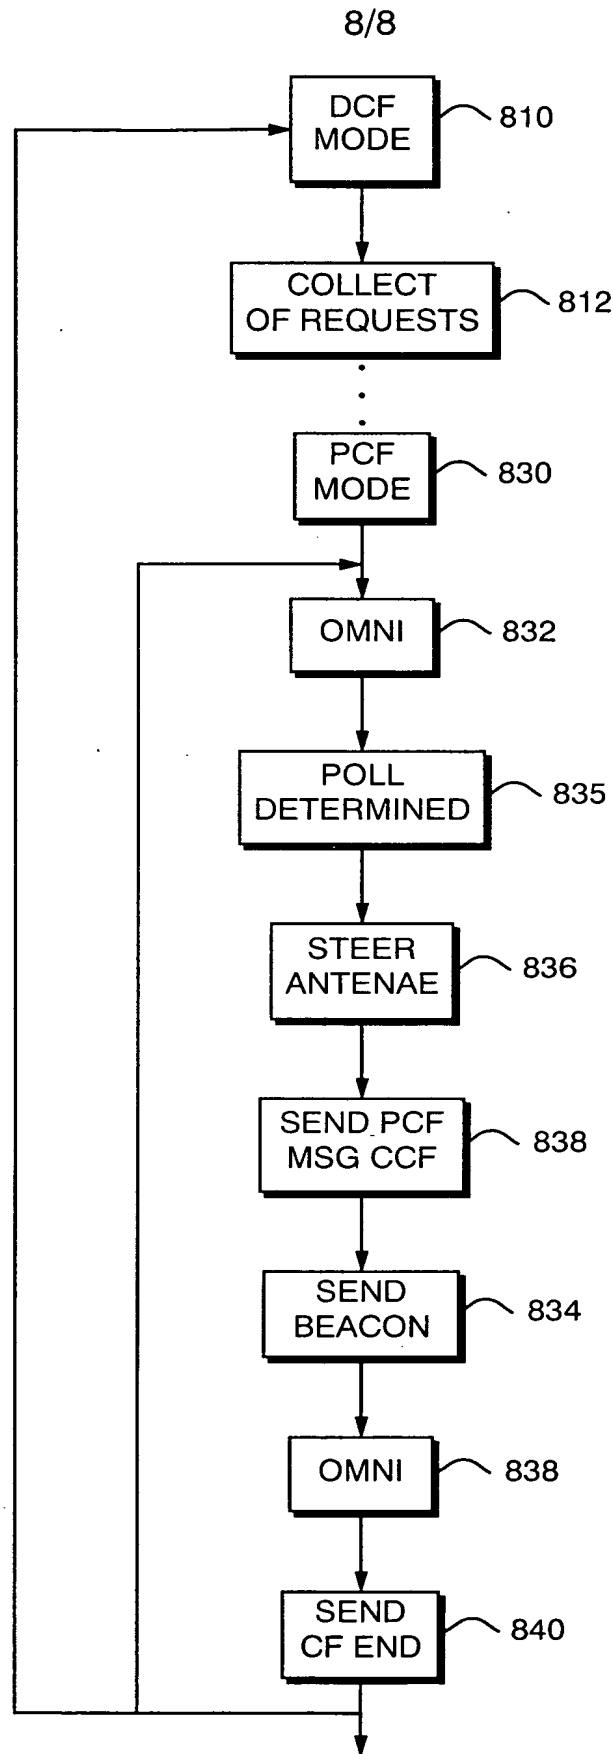 8/8
DCF
MODE
810
COLLECT
OF REQUESTS
812
PCF
MODE
830
OMNI
832
POLL
DETERMINED
835
STEER
ANTENAE
836
SEND PCF
MSG CCF
838
SEND
BEACON
834
OMNI
838
SEND
CF END
840